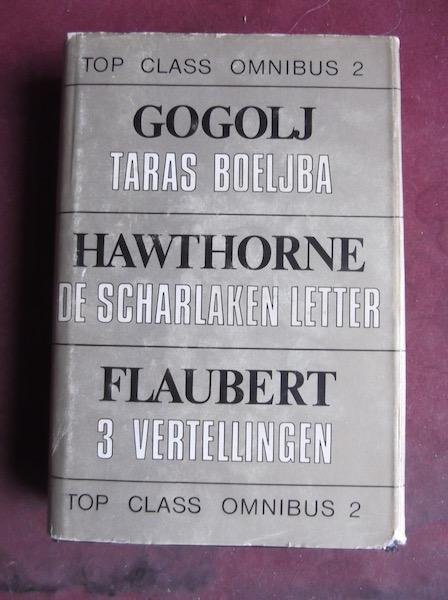 TOP CLASS OMNIBUS 2
GOGOLJ
TARAS BOELJBA
HAWTHORNE
DE SCHARLAKEN LETTER
FLAUBERT
3 VERTELLINGEN
TOP CLASS OMNIBUS 2